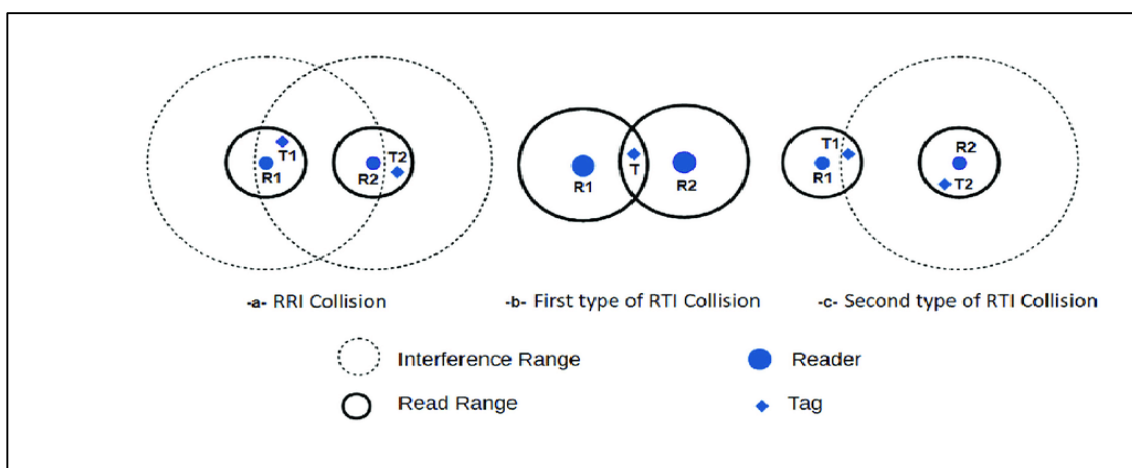 T1
R1
T2
R2
T
R1
R2
T1
R1
R2
T2
-a- RRI Collision
-b- First type of RTI Collision
-c- Second type of RTI Collision
Interference Range
Reader
Read Range
Tag